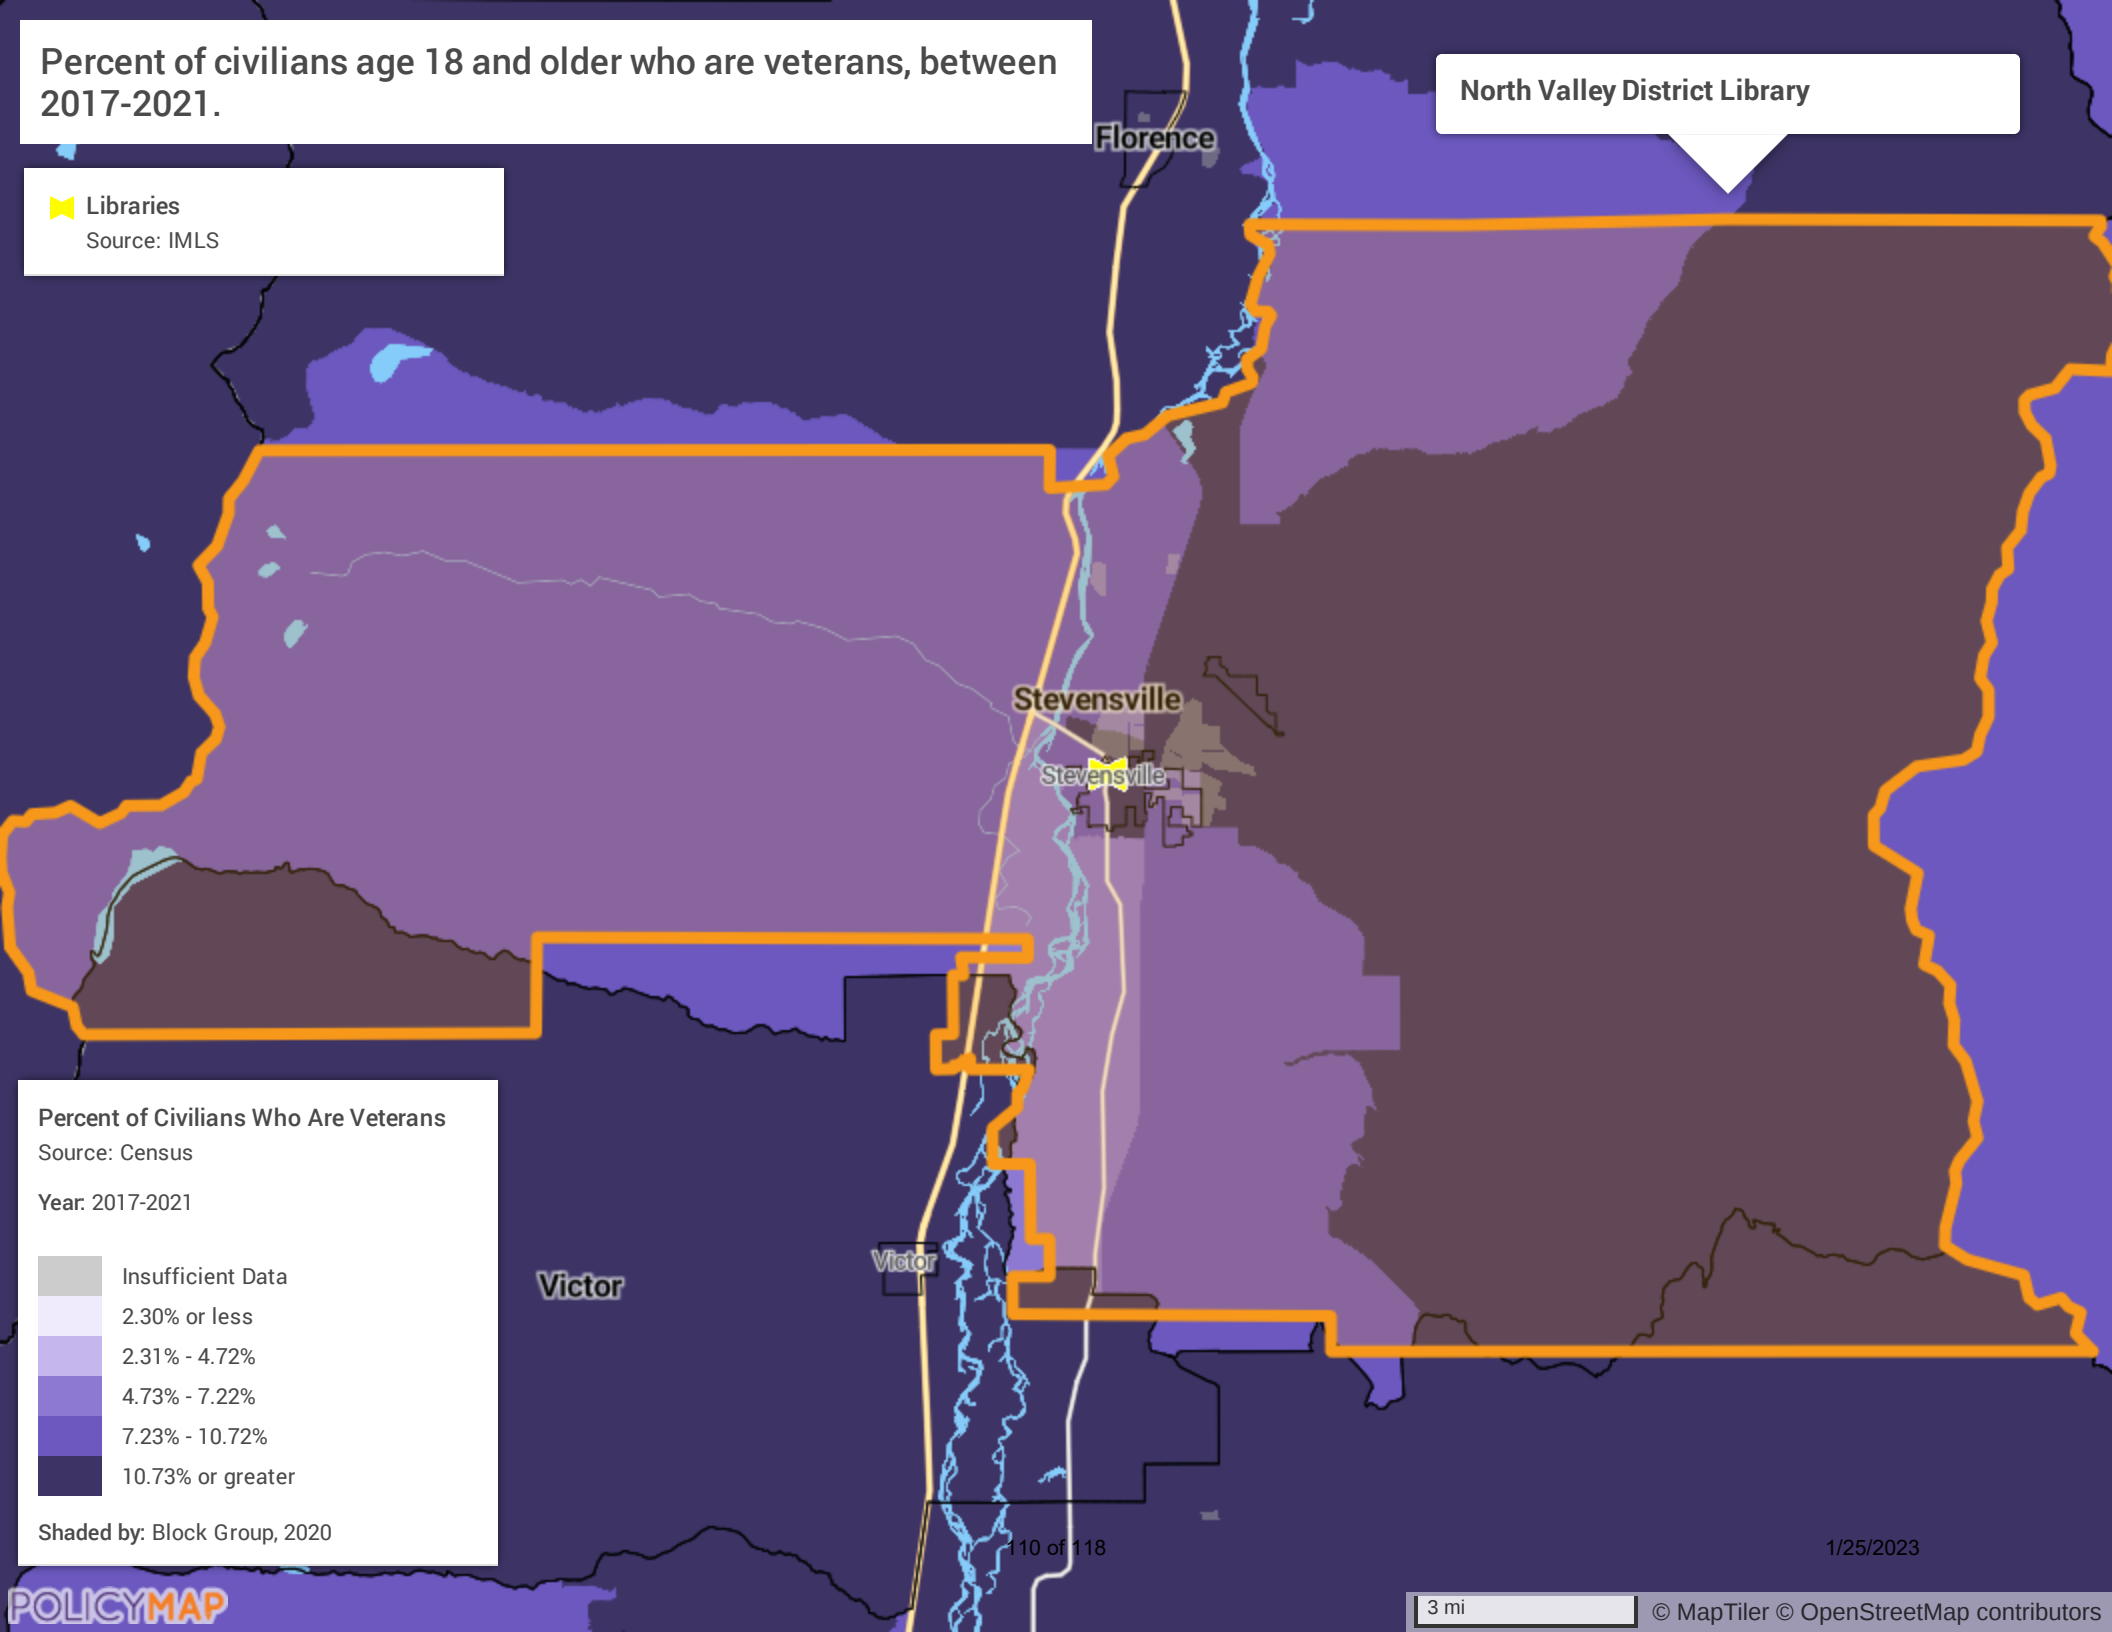 Percent of civilians age 18 and older who are veterans, between
2017-2021.
North Valley District Library
Florence
Libraries
Source: IMLS
Stevensville
Stevensville
Percent of Civilians Who Are Veterans
Source: Census
Year: 2017-2021
Insufficient Data
2.30% or less
2.31% - 4.72%
4.73% - 7.22%
7.23% - 10.72%
10.73% or greater
Shaded by: Block Group, 2020
Victor
Victor
110 of 118
1/25/2023
POLICYMAP
3 mi
© MapTiler © OpenStreetMap contributors